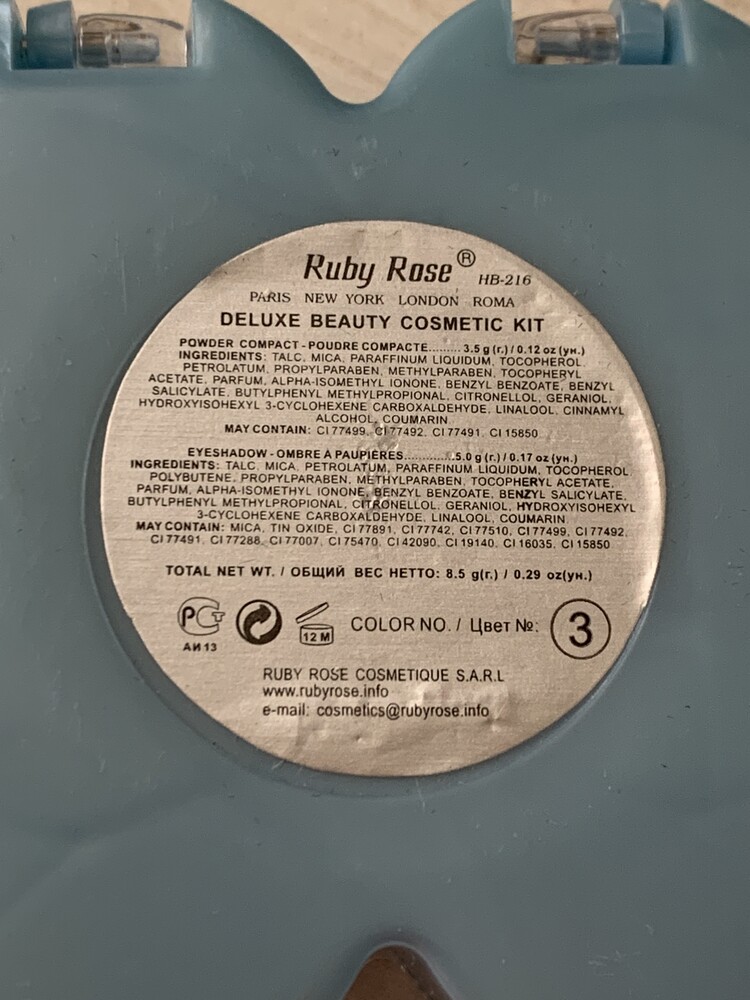 Ruby Rose® HB-216
PARIS NEW YORK LONDON ROMA
DELUXE BEAUTY COSMETIC KIT
POWDER COMPACT - POUDRE COMPACTE......... 3.5 g (г.) / 0.12 oz (ун.)
INGREDIENTS: TALC, MICA, PARAFFINUM LIQUIDUM, TOCOPHEROL,
PETROLATUM, PROPYLPARABEN, METHYLPARABEN, TOCOPHERYL
ACETATE, PARFUM, ALPHA-ISOMETHYL IONONE, BENZYL BENZOATE, BENZYL
SALICYLATE, BUTYLPHENYL METHYLPROPIONAL, CITRONELLOL, GERANIOL,
HYDROXYISOHEXYL 3-CYCLOHEXENE CARBOXALDEHYDE, LINALOOL, CINNAMYL
ALCOHOL, COUMARIN.
MAY CONTAIN: CI 77499, CI 77492, CI 77491, CI 15850
EYESHADOW - OMBRE À PAUPIÈRES............5.0 g (г.) / 0.17 oz (ун.)
INGREDIENTS: TALC, MICA, PETROLATUM, PARAFFINUM LIQUIDUM, TOCOPHEROL,
POLYBUTENE, PROPYLPARABEN, METHYLPARABEN, TOCOPHERYL ACETATE,
PARFUM, ALPHA-ISOMETHYL IONONE, BENZYL BENZOATE, BENZYL SALICYLATE,
BUTYLPHENYL METHYLPROPIONAL, CITRONELLOL, GERANIOL, HYDROXYISOHEXYL
3-CYCLOHEXENE CARBOXALDEHYDE, LINALOOL, COUMARIN.
MAY CONTAIN: MICA, TIN OXIDE, CI 77891, CI 77742, CI 77510, CI 77499, CI 77492,
CI 77491, CI 77288, CI 77007, CI 75470, CI 42090, CI 19140, CI 16035, CI 15850
TOTAL NET WT. / ОБЩИЙ ВЕС НЕТТО: 8.5 g(г.) / 0.29 oz(ун.)
РСТ 12 M COLOR NO. / Цвет №: 3
АИ 13
RUBY ROSE COSMETIQUE S.A.R.L
www.rubyrose.info
e-mail: cosmetics@rubyrose.info